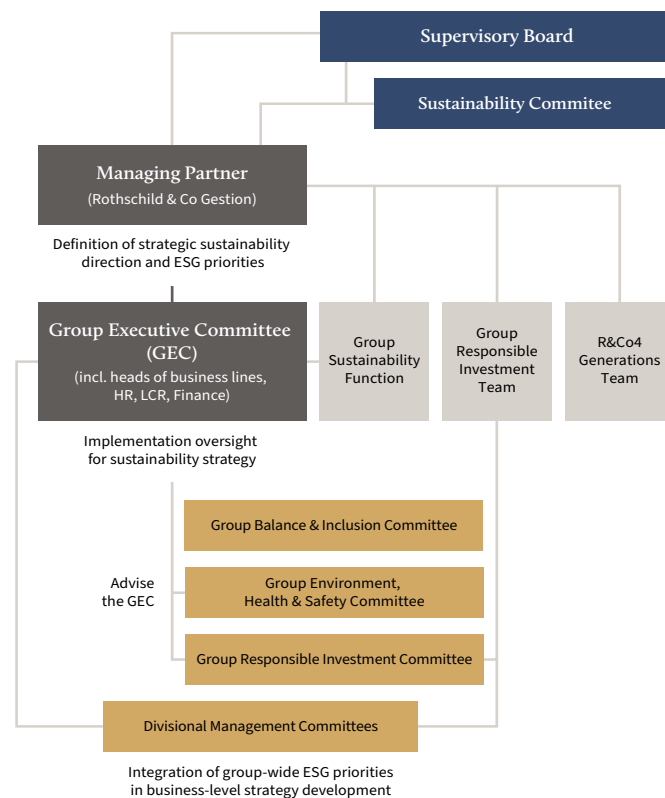 Supervisory Board
Sustainability Commitee
Managing Partner
(Rothschild & Co Gestion)
Definition of strategic sustainability
direction and ESG priorities
Group Executive Committee
(GEC)
(incl. heads of business lines,
HR, LCR, Finance)
Group
Sustainability
Function
Group
Responsible
Investment
Team
R&Co4
Generations
Team
Implementation oversight
for sustainability strategy
Group Balance & Inclusion Committee
Advise
the GEC
Group Environment,
Health & Safety Committee
Group Responsible Investment Committee
Divisional Management Committees
Integration of group-wide ESG priorities
in business-level strategy development